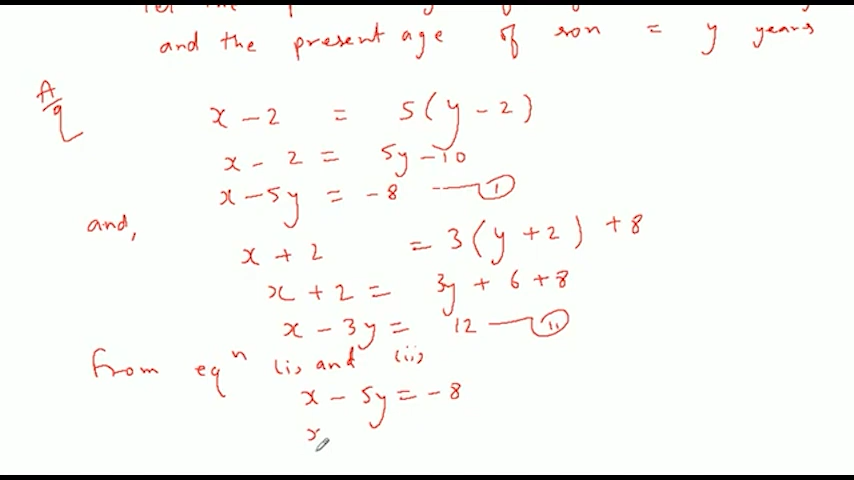 and the present age of son = y years
A/q
x - 2 = 5(y - 2)
x - 2 = 5y - 10
x - 5y = -8 — (i)
and,
x + 2 = 3(y + 2) + 8
x + 2 = 3y + 6 + 8
x - 3y = 12 — (ii)
From eqⁿ (i) and (ii)
x - 5y = -8
x